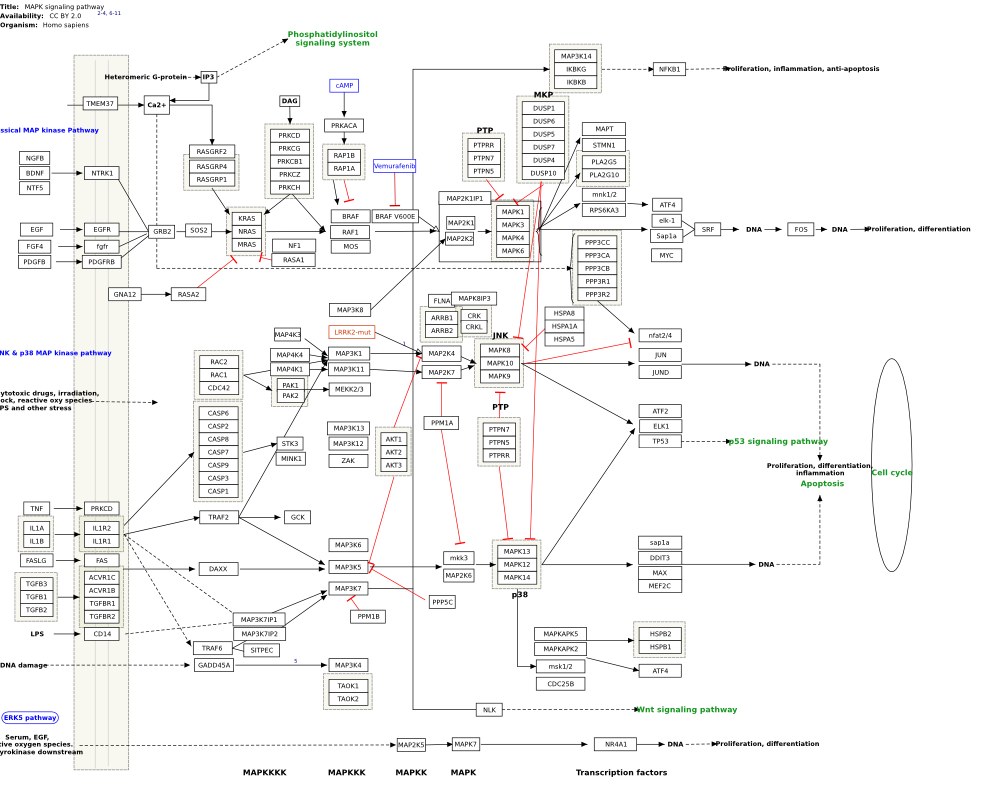 Title: MAPK signaling pathway
Availability: CC BY 2.0
2-4, 6-11
Organism: Homo sapiens
Phosphatidylinositol
signaling system
Heteromeric G-protein
IP3
cAMP
MAP3K14
IKBKG
IKBKB
NFKB1
Proliferation, inflammation, anti-apoptosis
TMEM37
Ca2+
DAG
MKP
DUSP1
DUSP6
DUSP5
DUSP7
DUSP4
DUSP10
ssical MAP kinase Pathway
PRKACA
PTP
PTPRR
PTPN7
PTPN5
MAPT
STMN1
PLA2G5
PLA2G10
PRKCD
PRKCG
PRKCB1
PRKCZ
PRKCH
RASGRF2
RASGRP4
RASGRP1
RAP1B
RAP1A
Vemurafenib
NGFB
BDNF
NTF5
NTRK1
mnk1/2
RPS6KA3
ATF4
elk-1
Sap1a
MYC
SRF
DNA
FOS
DNA
Proliferation, differentiation
MAP2K1IP1
MAP2K1
MAP2K2
MAPK1
MAPK3
MAPK4
MAPK6
KRAS
NRAS
MRAS
BRAF
BRAF V600E
RAF1
MOS
EGF
FGF4
PDGFB
EGFR
fgfr
PDGFRB
GRB2
SOS2
NF1
RASA1
PPP3CC
PPP3CA
PPP3CB
PPP3R1
PPP3R2
GNA12
RASA2
MAP3K8
FLNA
MAPK8IP3
ARRB1
ARRB2
CRK
CRKL
HSPA8
HSPA1A
HSPA5
JNK
LRRK2-mut
MAP4K3
nfat2/4
NK & p38 MAP kinase pathway
MAP4K4
MAP4K1
MAP3K1
MAP3K11
1
MAP2K4
MAP2K7
MAPK8
MAPK10
MAPK9
JUN
JUND
DNA
RAC2
RAC1
CDC42
PAK1
PAK2
MEKK2/3
ytotoxic drugs, irradiation,
ock, reactive oxy species
PS and other stress
PTP
PTPN7
PTPN5
PTPRR
CASP6
CASP2
CASP8
CASP7
CASP9
CASP3
CASP1
PPM1A
ATF2
ELK1
TP53
p53 signaling pathway
MAP3K13
MAP3K12
ZAK
STK3
MINK1
AKT1
AKT2
AKT3
Proliferation, differentiation,
inflammation
Apoptosis
Cell cycle
TNF
PRKCD
TRAF2
GCK
IL1A
IL1B
IL1R2
IL1R1
MAP3K6
MAP3K5
mkk3
MAP2K6
MAPK13
MAPK12
MAPK14
p38
sap1a
DDIT3
MAX
MEF2C
DNA
FASLG
FAS
DAXX
TGFB3
TGFB1
TGFB2
ACVR1C
ACVR1B
TGFBR1
TGFBR2
MAP3K7
PPP5C
PPM1B
LPS
CD14
MAP3K7IP1
MAP3K7IP2
TRAF6
SITPEC
MAPKAPK5
MAPKAPK2
msk1/2
CDC25B
HSPB2
HSPB1
ATF4
DNA damage
GADD45A
5
MAP3K4
TAOK1
TAOK2
NLK
Wnt signaling pathway
ERK5 pathway
Serum, EGF,
tive oxygen species.
yrokinase downstream
MAP2K5
MAPK7
NR4A1
DNA
Proliferation, differentiation
MAPKKKK
MAPKKK
MAPKK
MAPK
Transcription factors